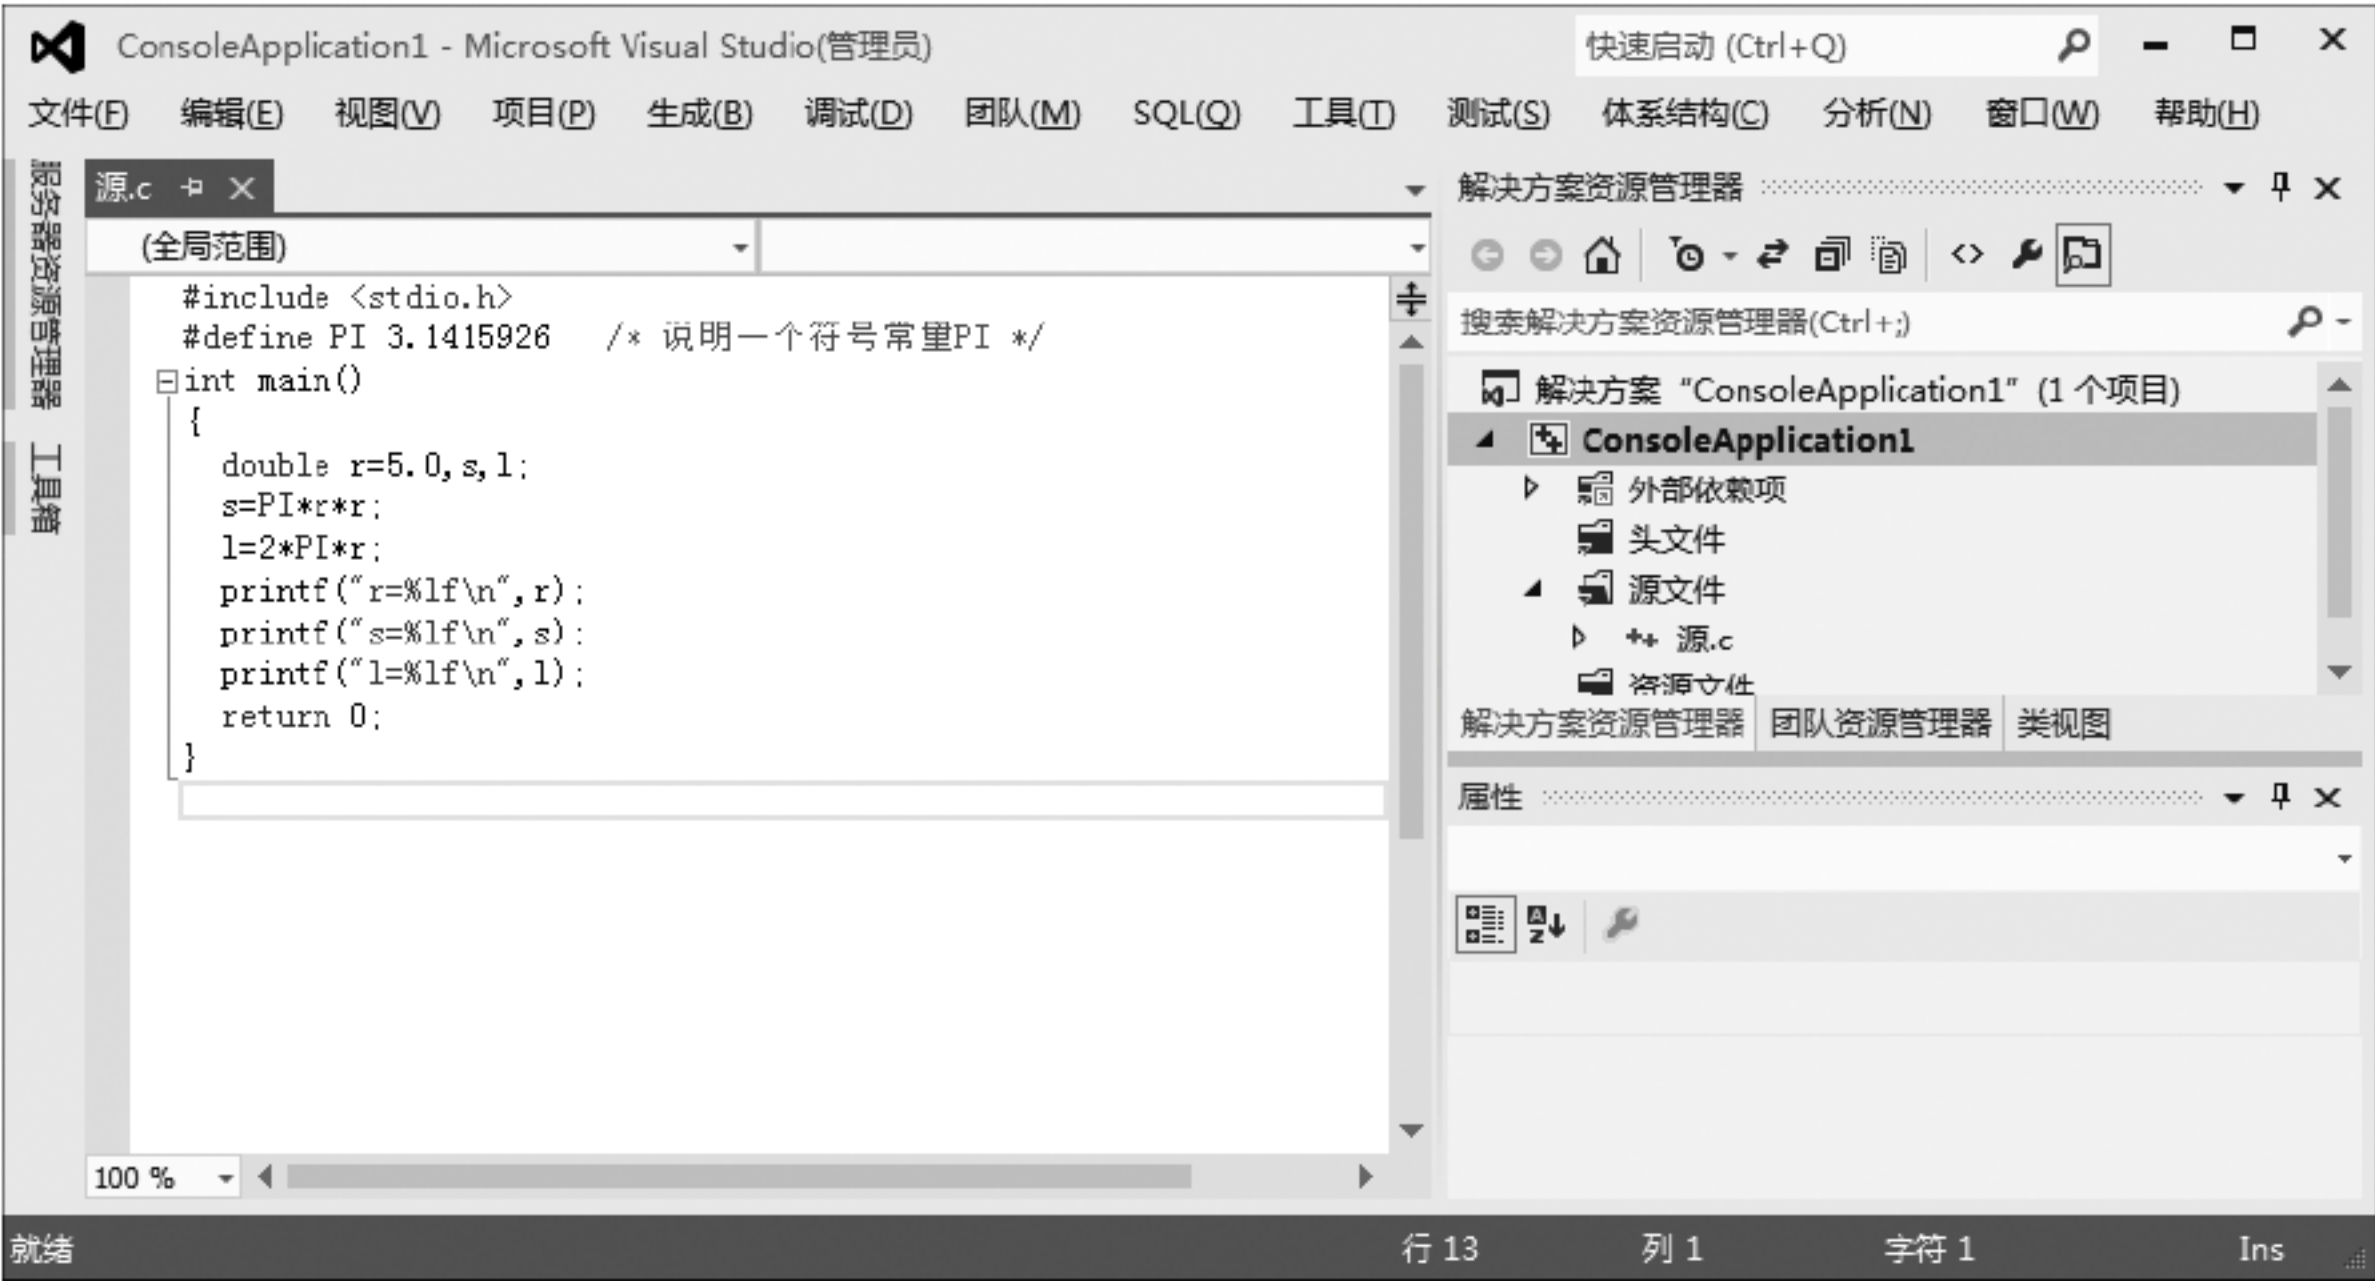 ConsoleApplication1 - Microsoft Visual Studio(管理员)
快速启动 (Ctrl+Q)
文件(F) 编辑(E) 视图(V) 项目(P) 生成(B) 调试(D) 团队(M) SQL(Q) 工具(T) 测试(S) 体系结构(C) 分析(N) 窗口(W) 帮助(H)
服务器资源管理器
工具箱
源.c
(全局范围)
#include <stdio.h>
#define PI 3.1415926   /* 说明一个符号常量PI */
int main()
{
  double r=5.0,s,l;
  s=PI*r*r;
  l=2*PI*r;
  printf("r=%lf\n",r);
  printf("s=%lf\n",s);
  printf("l=%lf\n",l);
  return 0;
}
100 %
解决方案资源管理器
搜索解决方案资源管理器(Ctrl+;)
解决方案 “ConsoleApplication1” (1 个项目)
ConsoleApplication1
外部依赖项
头文件
源文件
源.c
资源文件
解决方案资源管理器 团队资源管理器 类视图
属性
就绪 行 13 列 1 字符 1 Ins